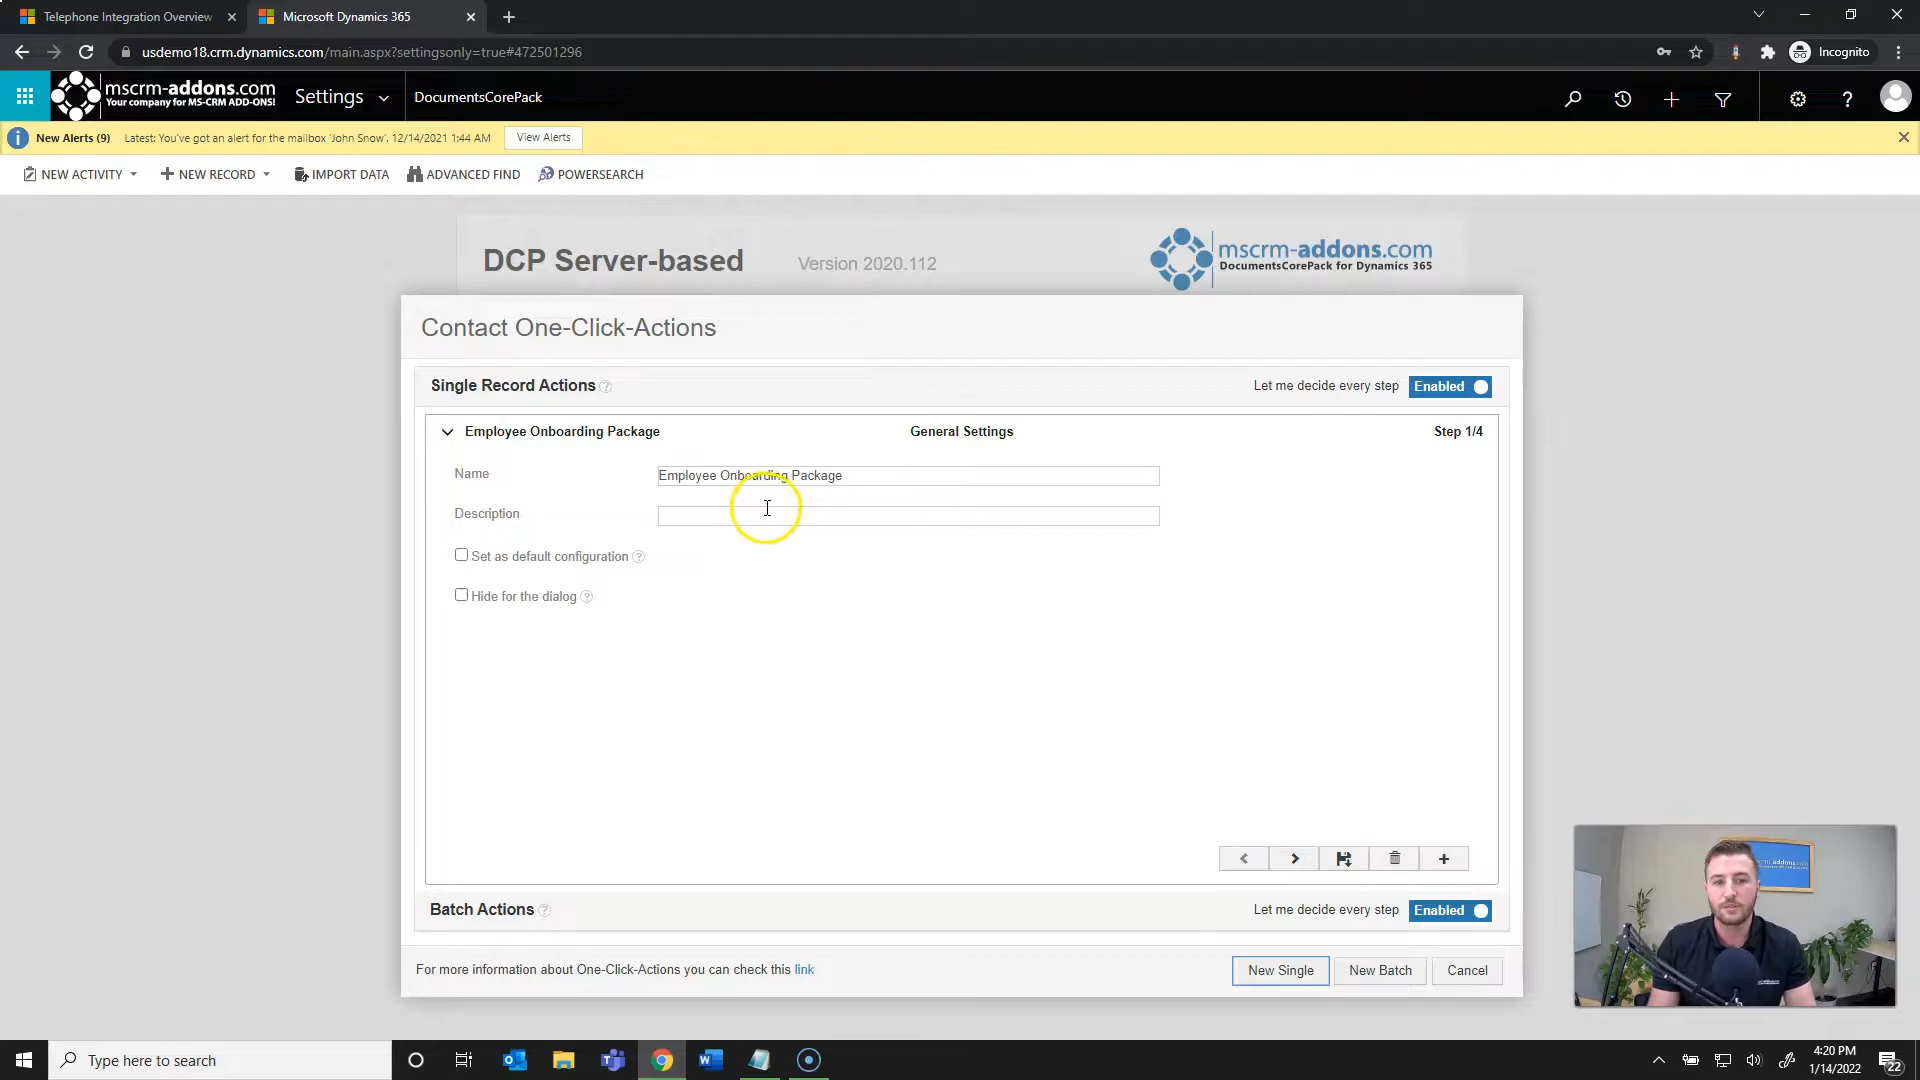 Telephone Integration Overview
Microsoft Dynamics 365
usdemo18.crm.dynamics.com/main.aspx?settingsonly=true#472501296
Incognito
mscrm-addons.com
Your company for MS-CRM ADD-ONS!
Settings
DocumentsCorePack
New Alerts (9) Latest: You've got an alert for the mailbox 'John Snow'. 12/14/2021 1:44 AM View Alerts
NEW ACTIVITY NEW RECORD IMPORT DATA ADVANCED FIND POWERSEARCH
DCP Server-based Version 2020.112
mscrm-addons.com
DocumentsCorePack for Dynamics 365
Contact One-Click-Actions
Single Record Actions ? Let me decide every step Enabled
Employee Onboarding Package General Settings Step 1/4
Name Employee Onboarding Package
Description
Set as default configuration ?
Hide for the dialog ?
Batch Actions ? Let me decide every step Enabled
For more information about One-Click-Actions you can check this link
New Single New Batch Cancel
Type here to search
4:20 PM
1/14/2022
22